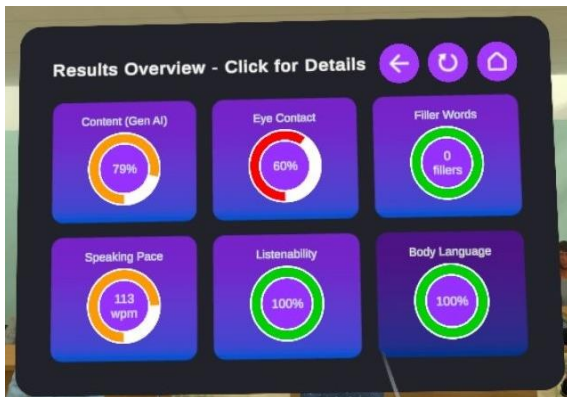 Results Overview - Click for Details
Content (Gen AI)
79%
Eye Contact
60%
Filler Words
0
fillers
Speaking Pace
113
wpm
Listenability
100%
Body Language
100%